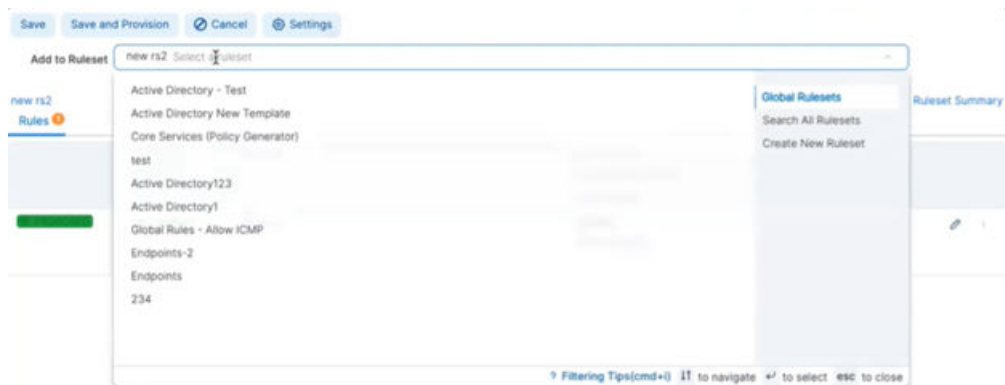 Save Save and Provision Cancel Settings
Add to Ruleset new rs2 Select a ruleset
Active Directory - Test
Active Directory New Template
Core Services (Policy Generator)
test
Active Directory123
Active Directory1
Global Rules - Allow ICMP
Endpoints-2
Endpoints
234
Global Rulesets
Search All Rulesets
Create New Ruleset
new rs2
Rules
Ruleset Summary
? Filtering Tips(cmd+i) to navigate to select esc to close